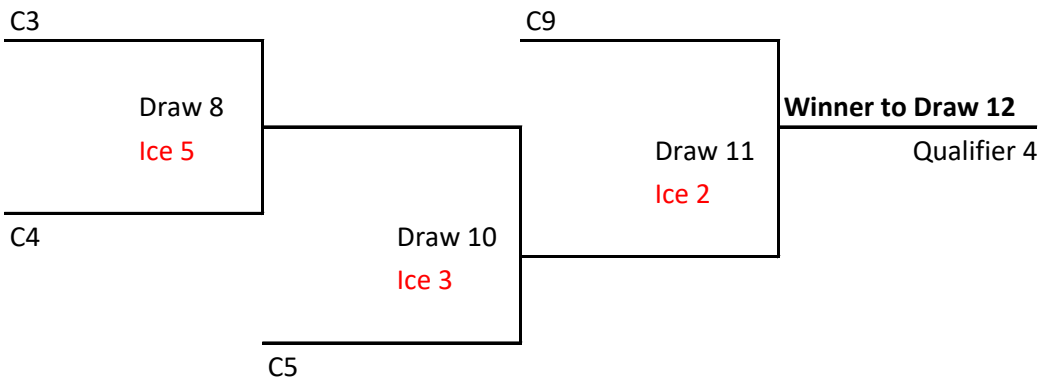 C3
C9
Draw 8
Winner to Draw 12
Ice 5
Draw 11
Qualifier 4
Ice 2
C4
Draw 10
Ice 3
C5